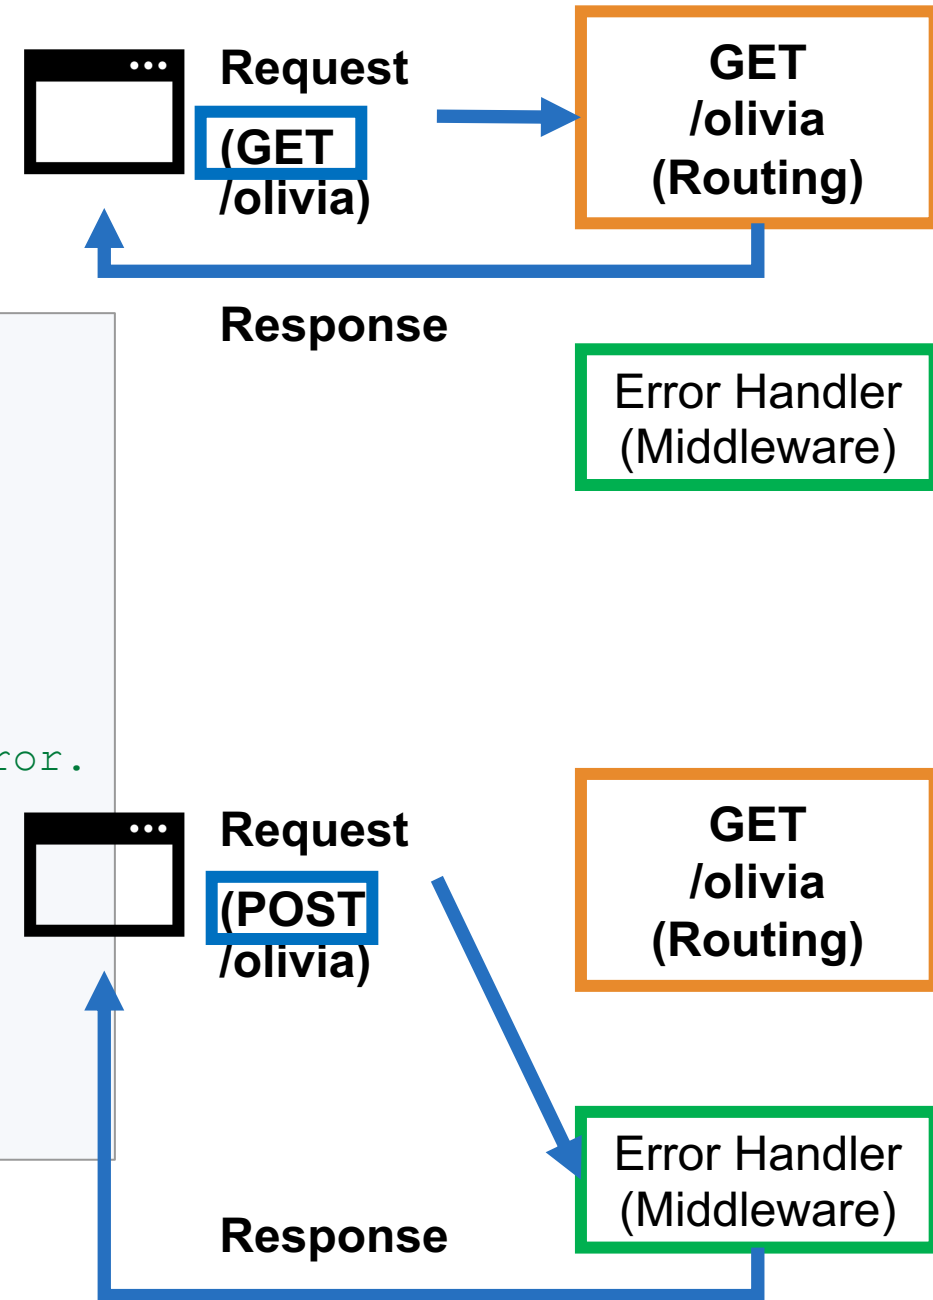 Request
(GET
/olivia)
GET
/olivia
(Routing)
Response
Error Handler
(Middleware)
ror.
Request
(POST
/olivia)
GET
/olivia
(Routing)
Error Handler
(Middleware)
Response